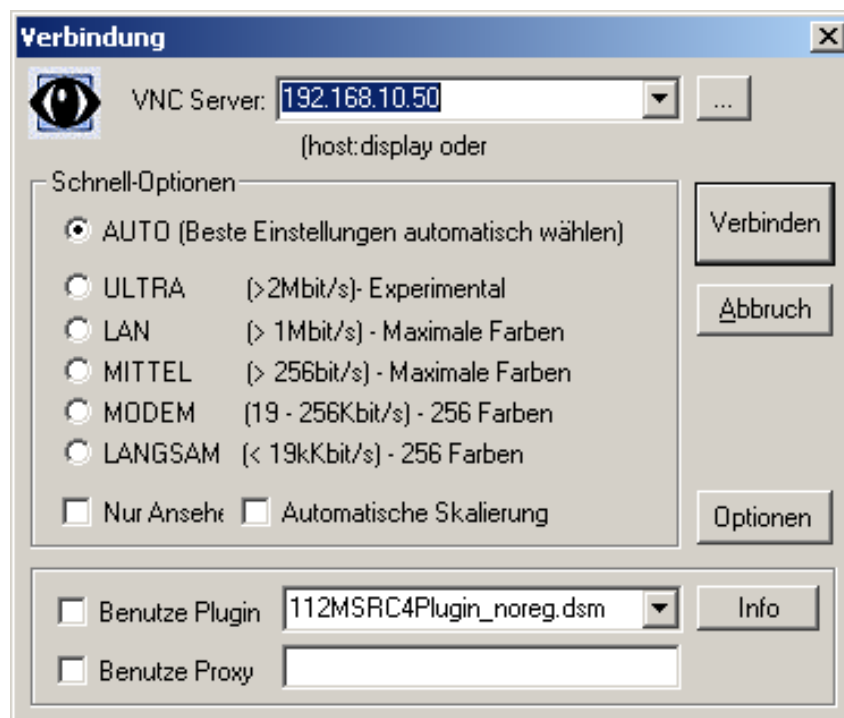 Verbindung
VNC Server: 192.168.10.50 ...
(host:display oder
Schnell-Optionen
AUTO (Beste Einstellungen automatisch wählen)
ULTRA (>2Mbit/s)- Experimental
LAN (> 1Mbit/s) - Maximale Farben
MITTEL (> 256bit/s) - Maximale Farben
MODEM (19 - 256Kbit/s) - 256 Farben
LANGSAM (< 19kKbit/s) - 256 Farben
Nur Ansehe Automatische Skalierung
Verbinden
Abbruch
Optionen
Benutze Plugin 112MSRC4Plugin_noreg.dsm Info
Benutze Proxy